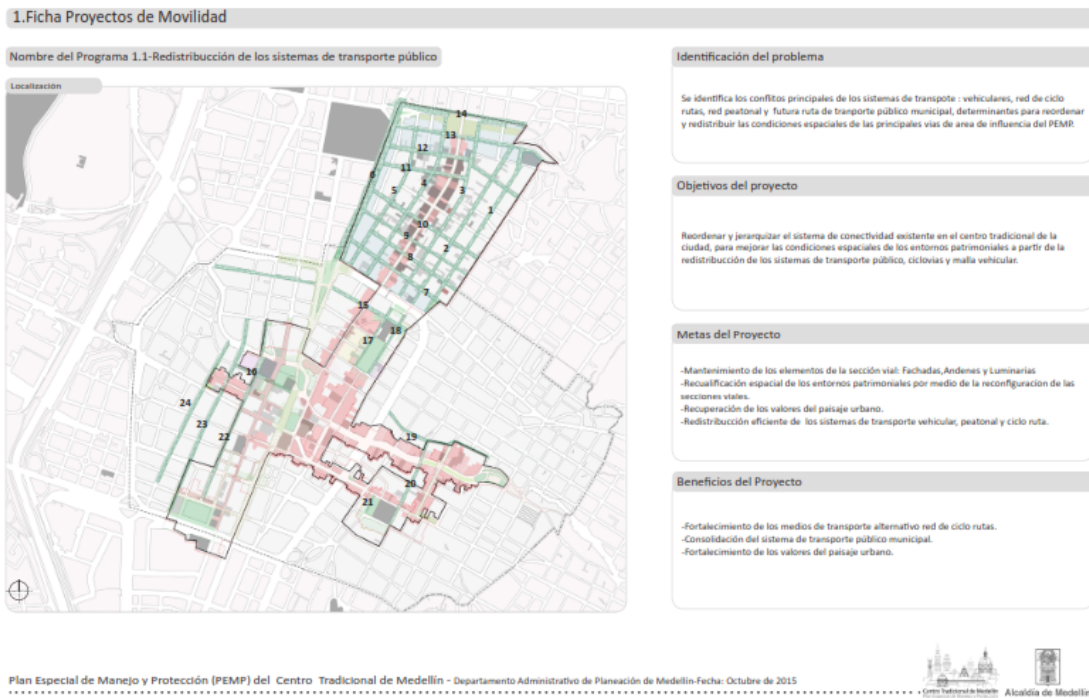 1.Ficha Proyectos de Movilidad
Nombre del Programa 1.1-Redistribucción de los sistemas de transporte público
Localización
14
13
12
11
6
4
5
3
1
10
9
2
8
7
15
18
17
16
24
23
22
19
20
21
Identificación del problema
Se identifica los conflitos principales de los sistemas de transpote : vehiculares, red de ciclo
rutas, red peatonal y futura ruta de tranporte público municipal, determinantes para reordenar
y redistribuir las condiciones espaciales de las principales vias de area de influencia del PEMP.
Objetivos del proyecto
Reordenar y jerarquizar el sistema de conectividad existente en el centro tradicional de la
ciudad, para mejorar las condiciones espaciales de los entornos patrimoniales a partir de la
redistribucción de los sistemas de transporte público, ciclovias y malla vehicular.
Metas del Proyecto
-Mantenimiento de los elementos de la sección vial: Fachadas,Andenes y Luminarias
-Recualificación espacial de los entornos patrimoniales por medio de la reconfiguracion de las
secciones viales.
-Recuperación de los valores del paisaje urbano.
-Redistribucción eficiente de los sistemas de transporte vehicular, peatonal y ciclo ruta.
Beneficios del Proyecto
-Fortalecimiento de los medios de transporte alternativo red de ciclo rutas.
-Consolidación del sistema de transporte público municipal.
-Fortalecimiento de los valores del paisaje urbano.
Plan Especial de Manejo y Protección (PEMP) del Centro Tradicional de Medellín - Departamento Administrativo de Planeación de Medellin-Fecha: Octubre de 2015
Centro Tradicional de Medellín
Alcaldía de Medellín